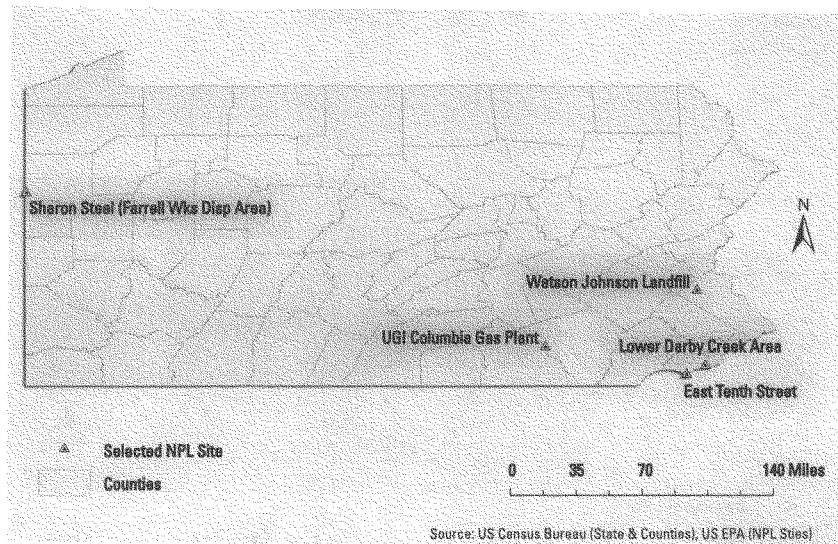 N
Sharon Steel (Farrell Wks Disp Area)
Watson Johnson Landfill
UGI Columbia Gas Plant
Lower Darby Creek Area
East Tenth Street
Selected NPL Site
Counties
0 35 70 140 Miles
Source: US Census Bureau (State & Counties), US EPA (NPL Sties)